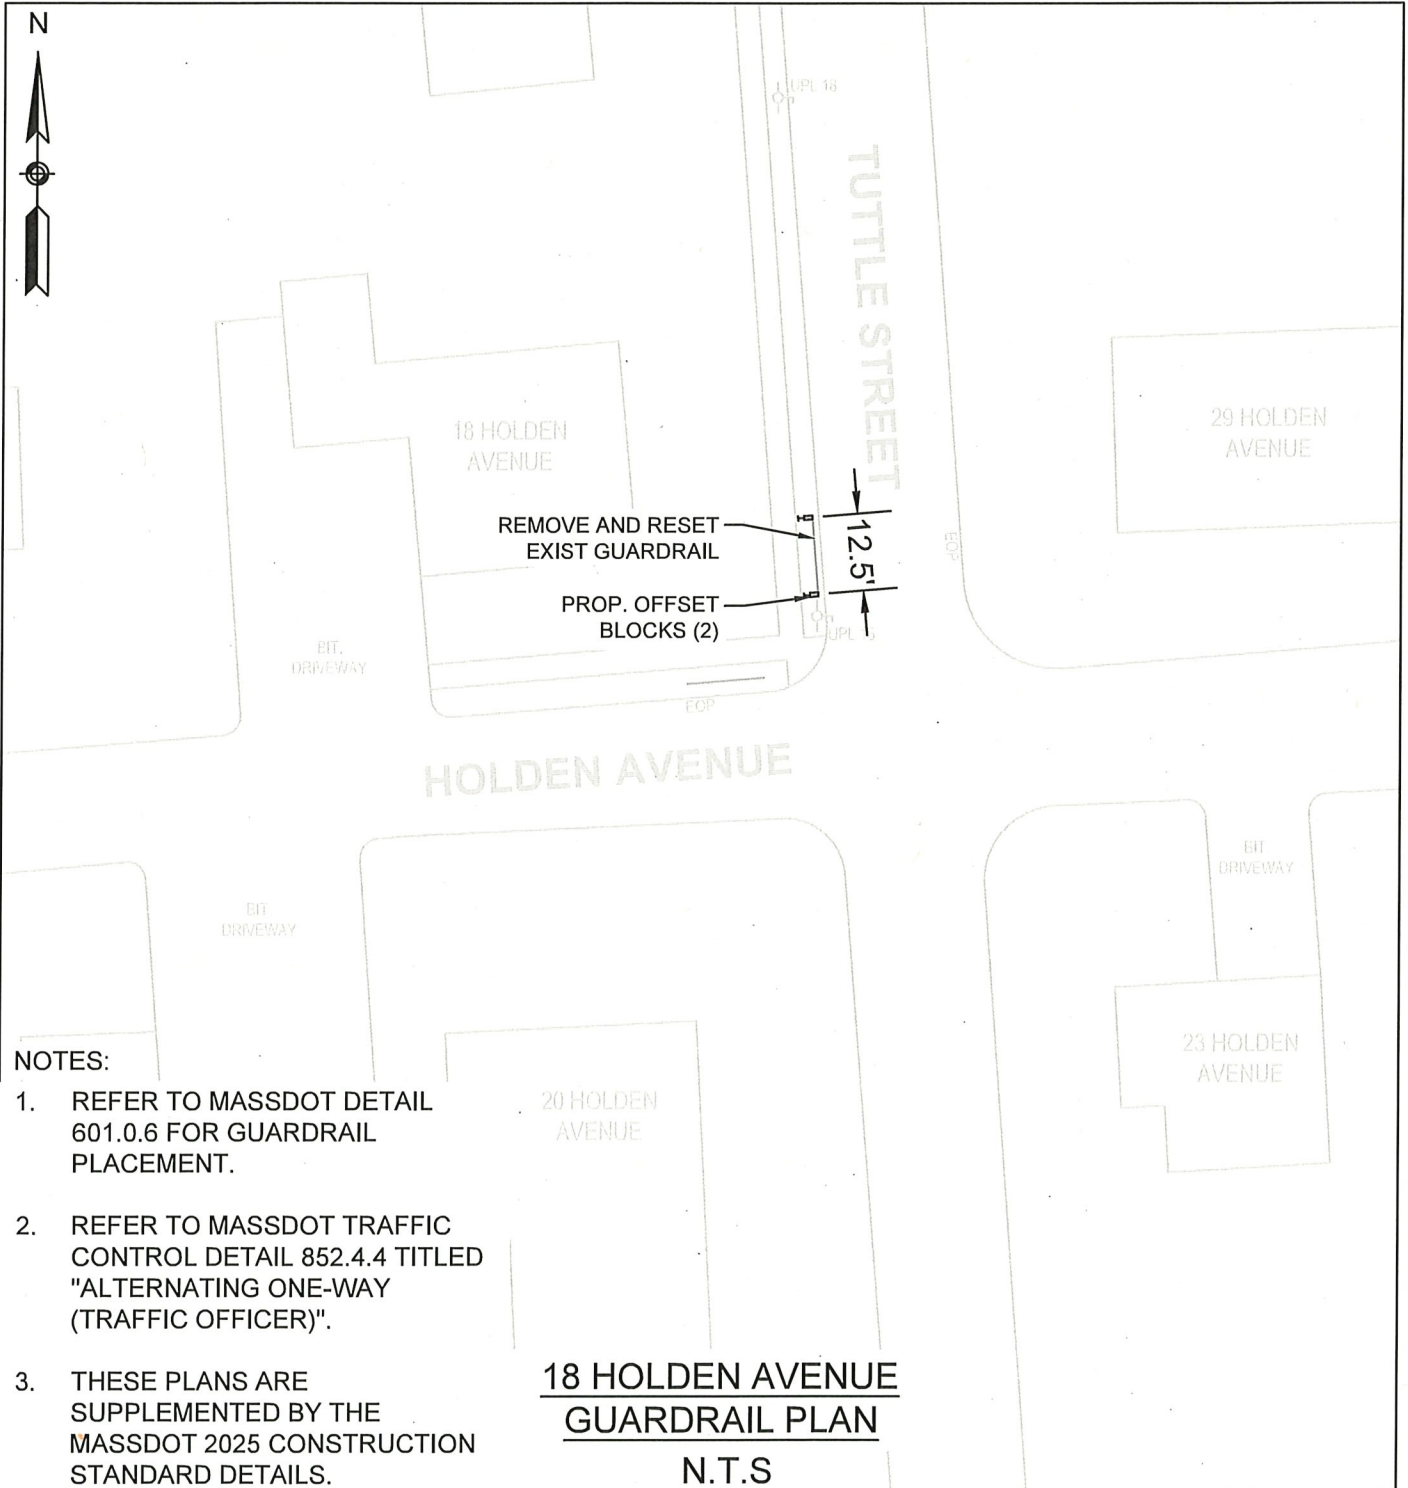 N
UPL 18
TUTTLE STREET
18 HOLDEN
AVENUE
29 HOLDEN
AVENUE
REMOVE AND RESET
EXIST GUARDRAIL
12.5'
EOP
PROP. OFFSET
BLOCKS (2)
UPL
BIT.
DRIVEWAY
EOP
HOLDEN AVENUE
BIT
DRIVEWAY
BIT
DRIVEWAY
23 HOLDEN
AVENUE
20 HOLDEN
AVENUE
NOTES:
1. REFER TO MASSDOT DETAIL
601.0.6 FOR GUARDRAIL
PLACEMENT.
2. REFER TO MASSDOT TRAFFIC
CONTROL DETAIL 852.4.4 TITLED
"ALTERNATING ONE-WAY
(TRAFFIC OFFICER)".
3. THESE PLANS ARE
SUPPLEMENTED BY THE
MASSDOT 2025 CONSTRUCTION
STANDARD DETAILS.
18 HOLDEN AVENUE
GUARDRAIL PLAN
N.T.S